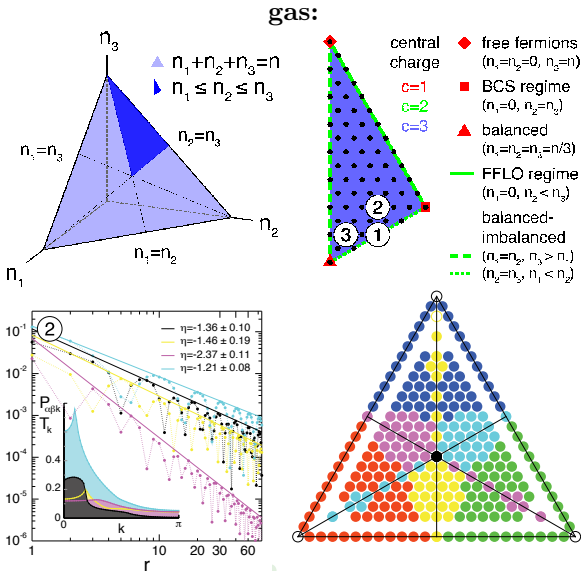 gas:
n₃
n₁+n₂+n₃=n
n₁ ≤ n₂ ≤ n₃
n₂=n₃
n₁=n₃
n₂
n₁=n₂
n₁
central
charge
c=1
c=2
c=3
2
3
1
free fermions
(n₁=n₂=0, n₃=n)
BCS regime
(n₁=0, n₂=n₃)
balanced
(n₁=n₂=n₃=n/3)
FFLO regime
(n₁=0, n₂<n₃)
balanced-
imbalanced
(n₁=n₂, n₃>n₁)
(n₂=n₃, n₁<n₂)
2
η=-1.36 ± 0.10
η=-1.46 ± 0.19
η=-2.37 ± 0.11
η=-1.21 ± 0.08
10⁻¹
10⁻²
10⁻³
10⁻⁴
10⁻⁵
10⁻⁶
P_αβk
T_k
0.4
0.2
0
0
k
π
1
10
20
30
60
r